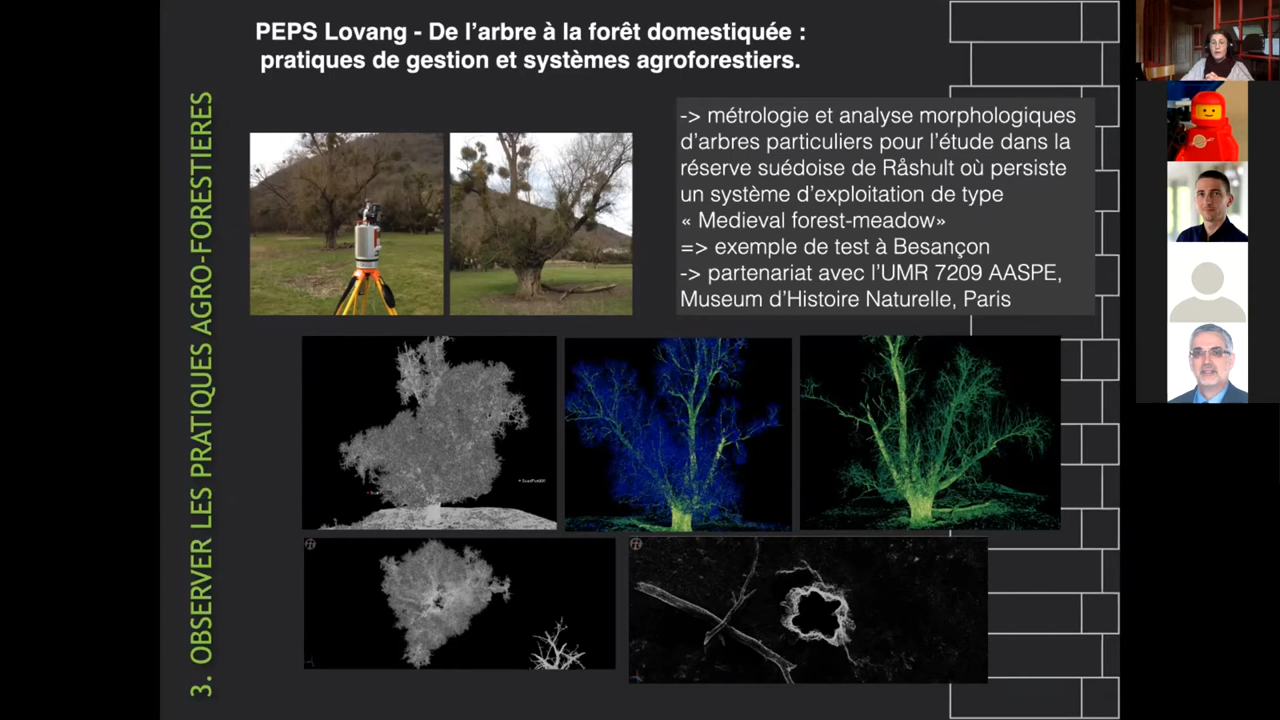 PEPS Lovang - De l'arbre à la forêt domestiquée :
pratiques de gestion et systèmes agroforestiers.
3. OBSERVER LES PRATIQUES AGRO-FORESTIERES
-> métrologie et analyse morphologiques
d'arbres particuliers pour l'étude dans la
réserve suédoise de Råshult où persiste
un système d'exploitation de type
« Medieval forest-meadow»
=> exemple de test à Besançon
-> partenariat avec l'UMR 7209 AASPE,
Museum d'Histoire Naturelle, Paris